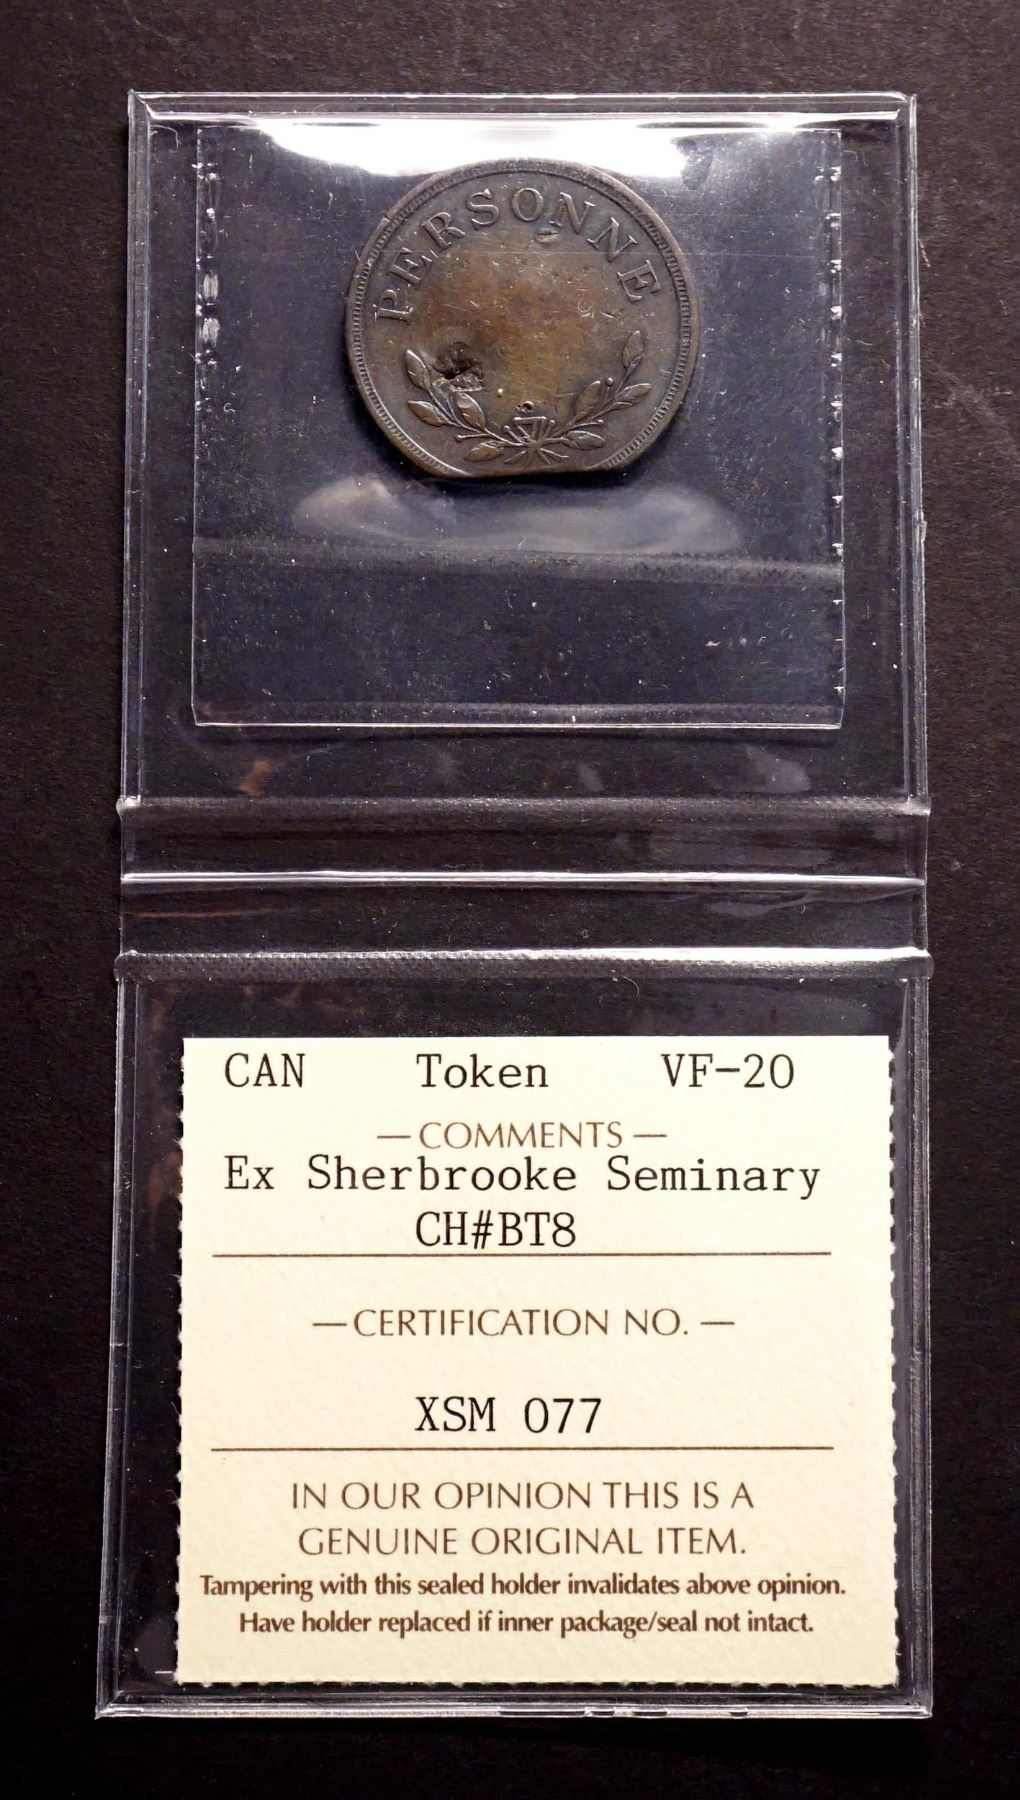 PERSONNE
CAN Token VF-20
— COMMENTS —
Ex Sherbrooke Seminary
CH#BT8
— CERTIFICATION NO. —
XSM 077
IN OUR OPINION THIS IS A
GENUINE ORIGINAL ITEM.
Tampering with this sealed holder invalidates above opinion.
Have holder replaced if inner package/seal not intact.